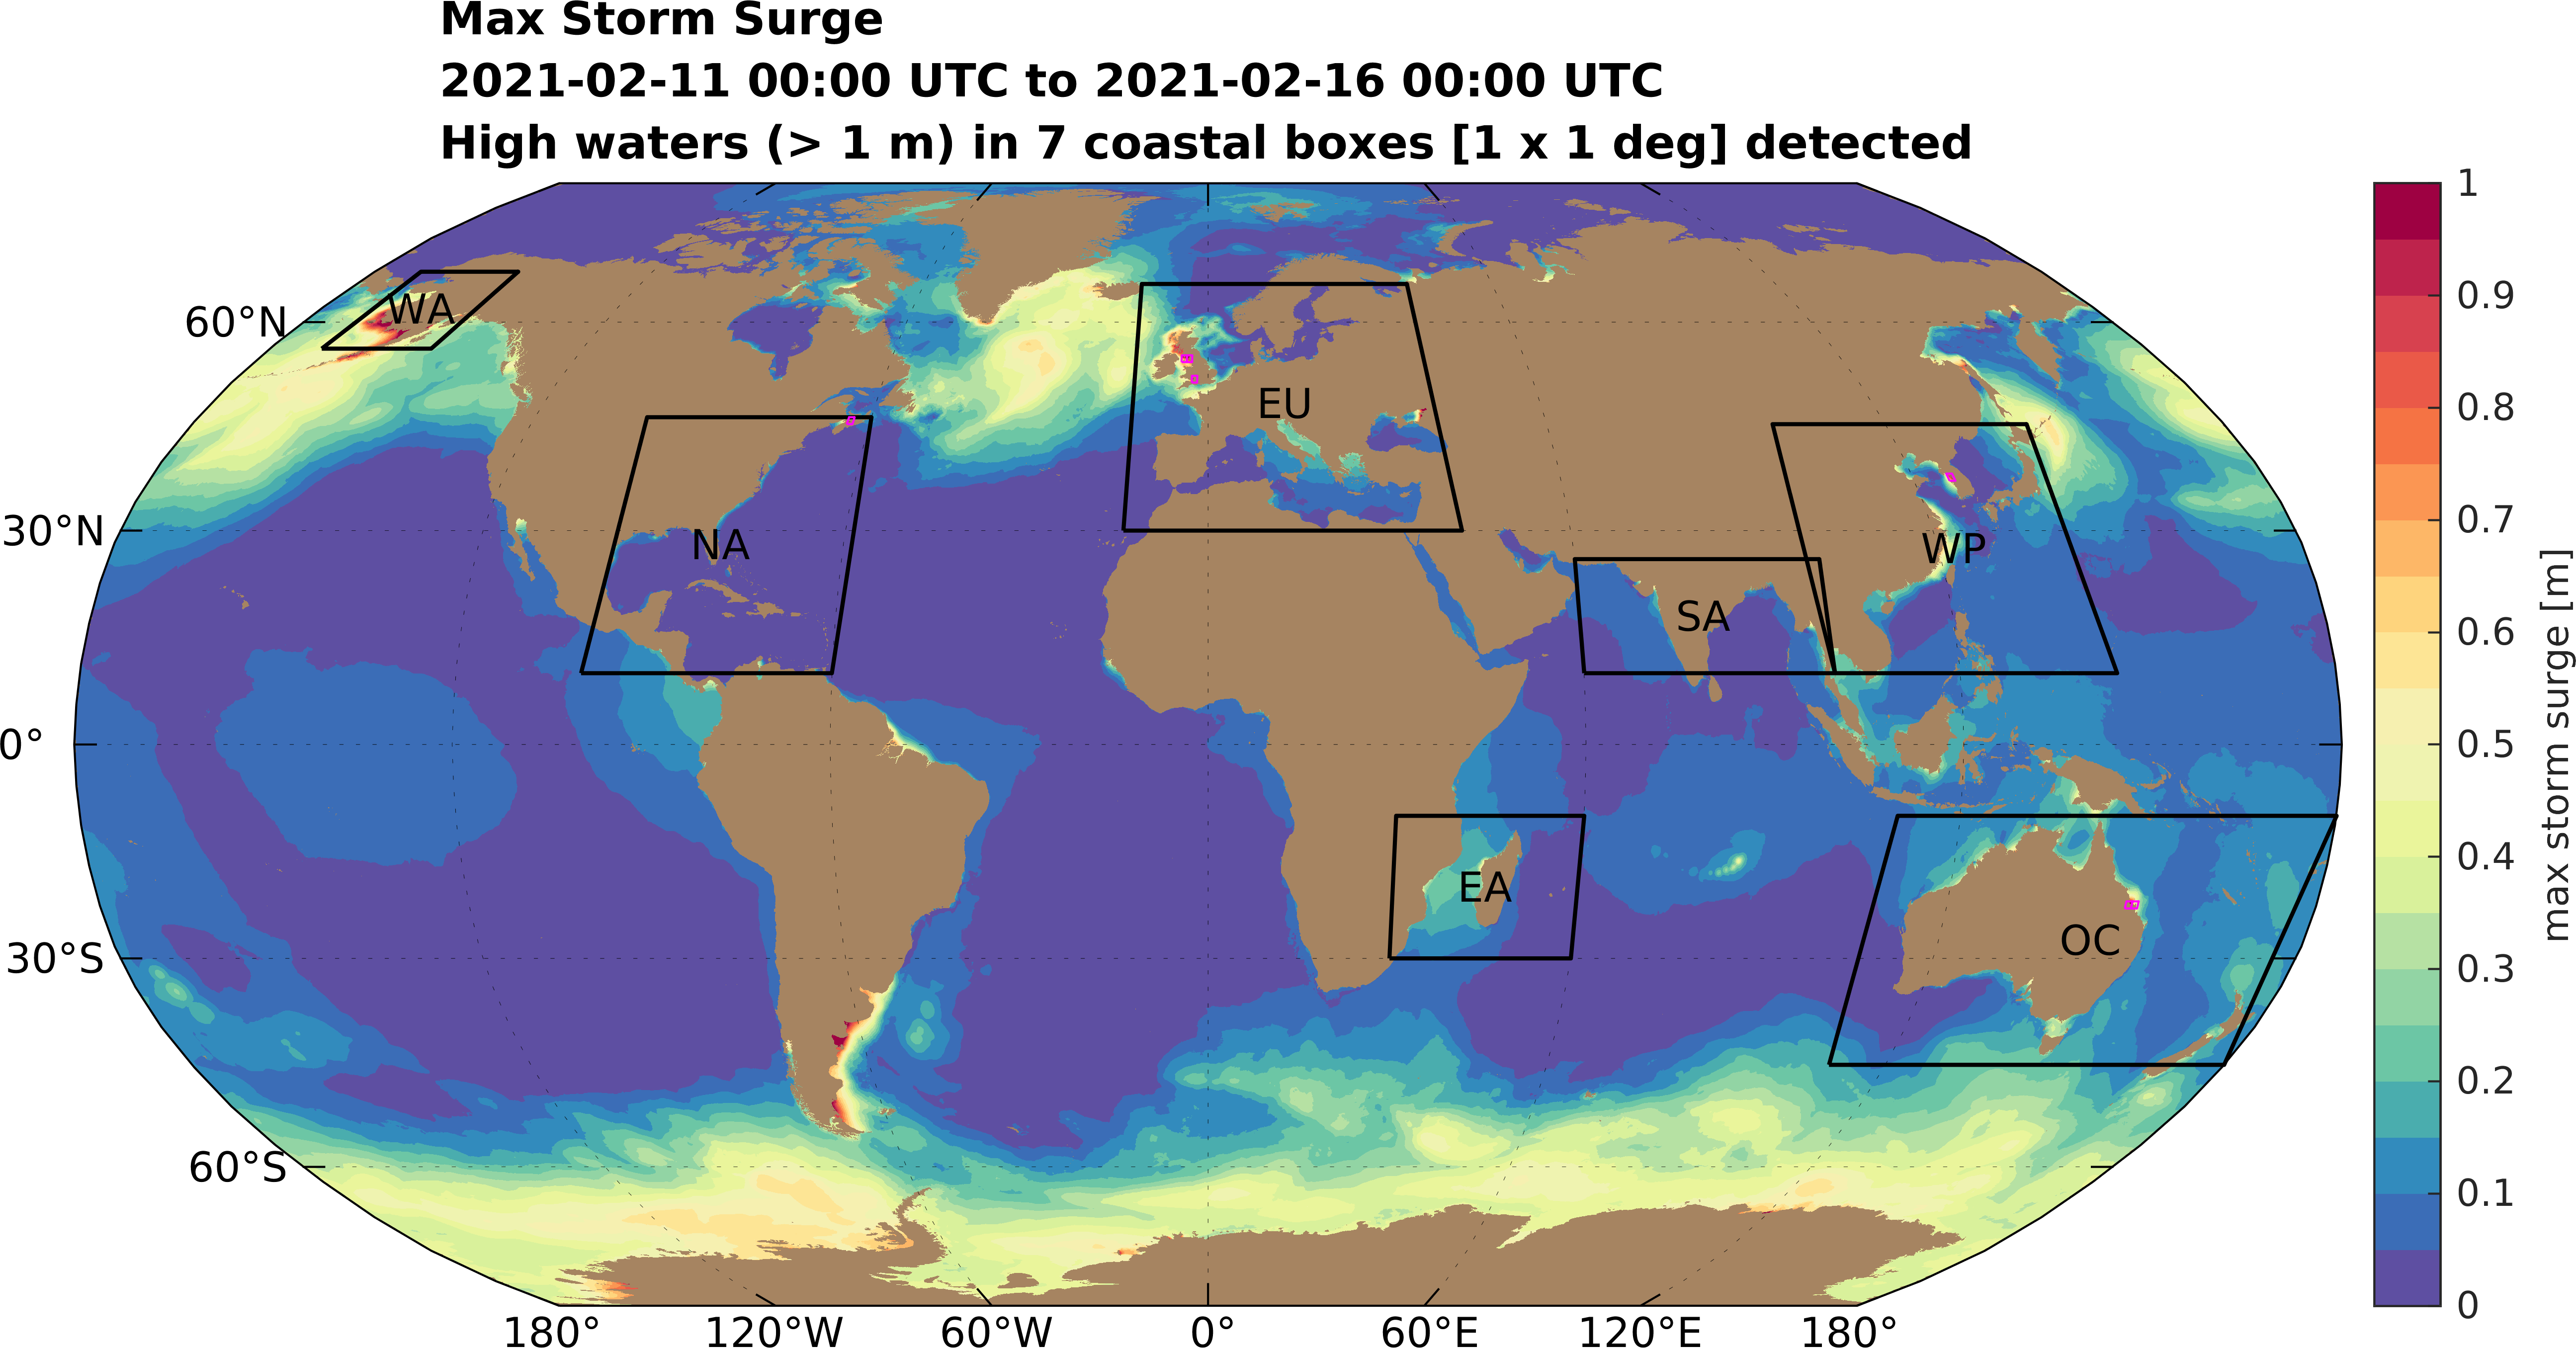 Max Storm Surge
2021-02-11 00:00 UTC to 2021-02-16 00:00 UTC
High waters (> 1 m) in 7 coastal boxes [1 x 1 deg] detected
60°N
30°N
0°
30°S
60°S
WA
NA
EU
SA
WP
EA
OC
180°
120°W
60°W
0°
60°E
120°E
180°
1
0.9
0.8
0.7
0.6
0.5
0.4
0.3
0.2
0.1
0
max storm surge [m]